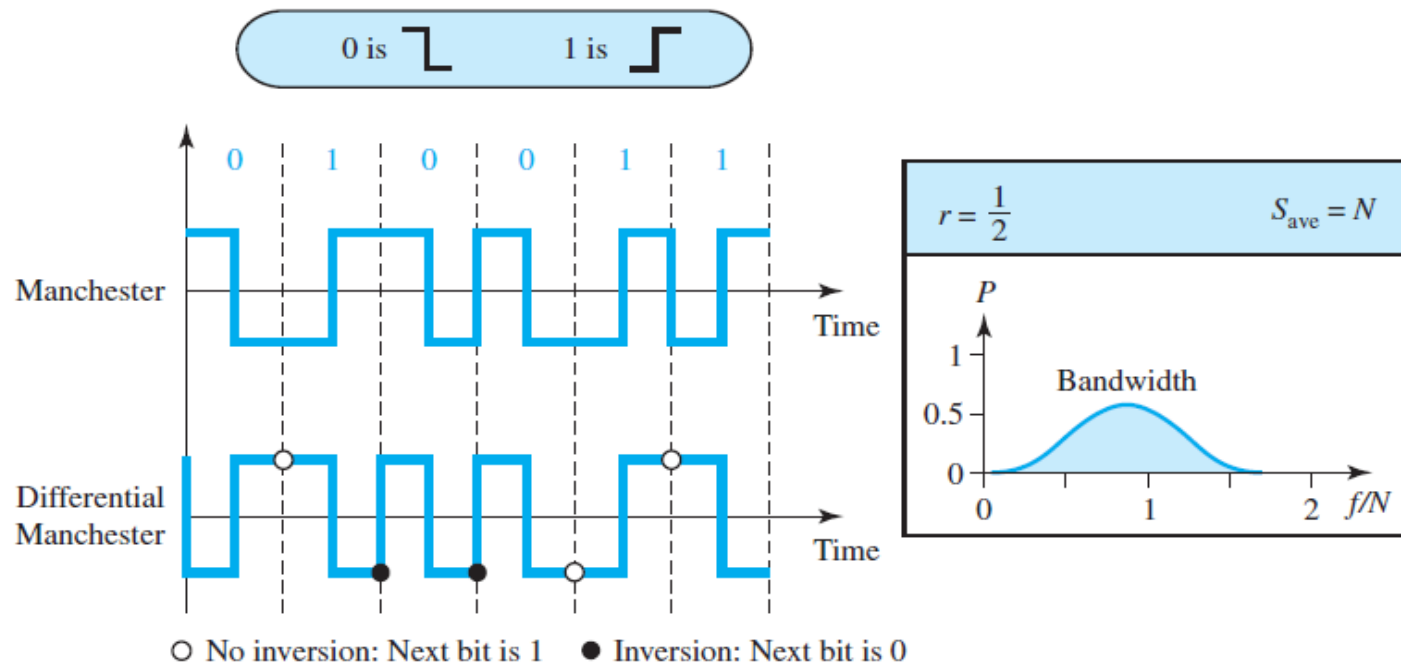 0 is 1 is
0 1 0 0 1 1
Manchester
Time
Differential
Manchester
Time
○ No inversion: Next bit is 1 ● Inversion: Next bit is 0
r = 1/2 S_ave = N
P
1
Bandwidth
0.5
0
0 1 2 f/N